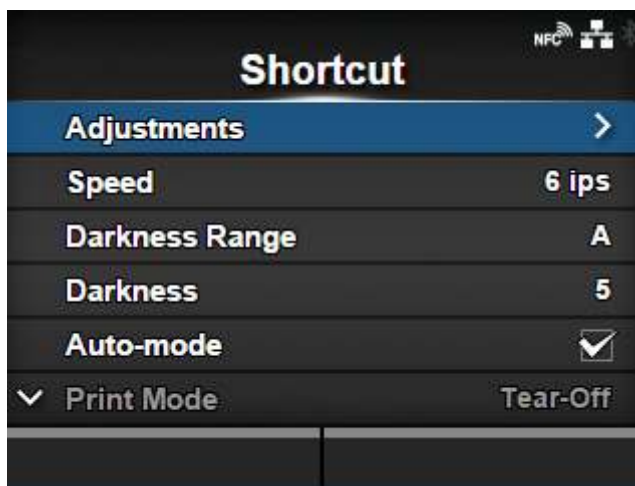 NFC
Shortcut
Adjustments
Speed 6 ips
Darkness Range A
Darkness 5
Auto-mode
Print Mode Tear-Off